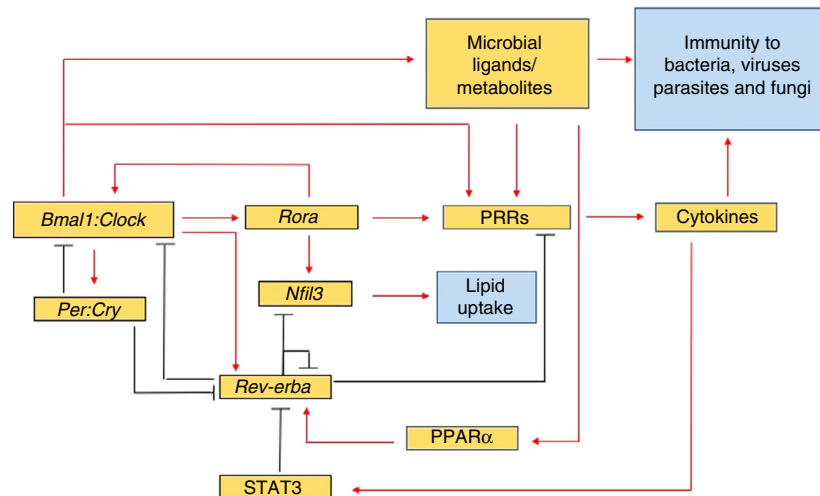 Microbial
ligands/
metabolites
Immunity to
bacteria, viruses
parasites and fungi
Bmal1:Clock
Rora
PRRs
Cytokines
Per:Cry
Nfil3
Lipid
uptake
Rev-erba
PPARα
STAT3